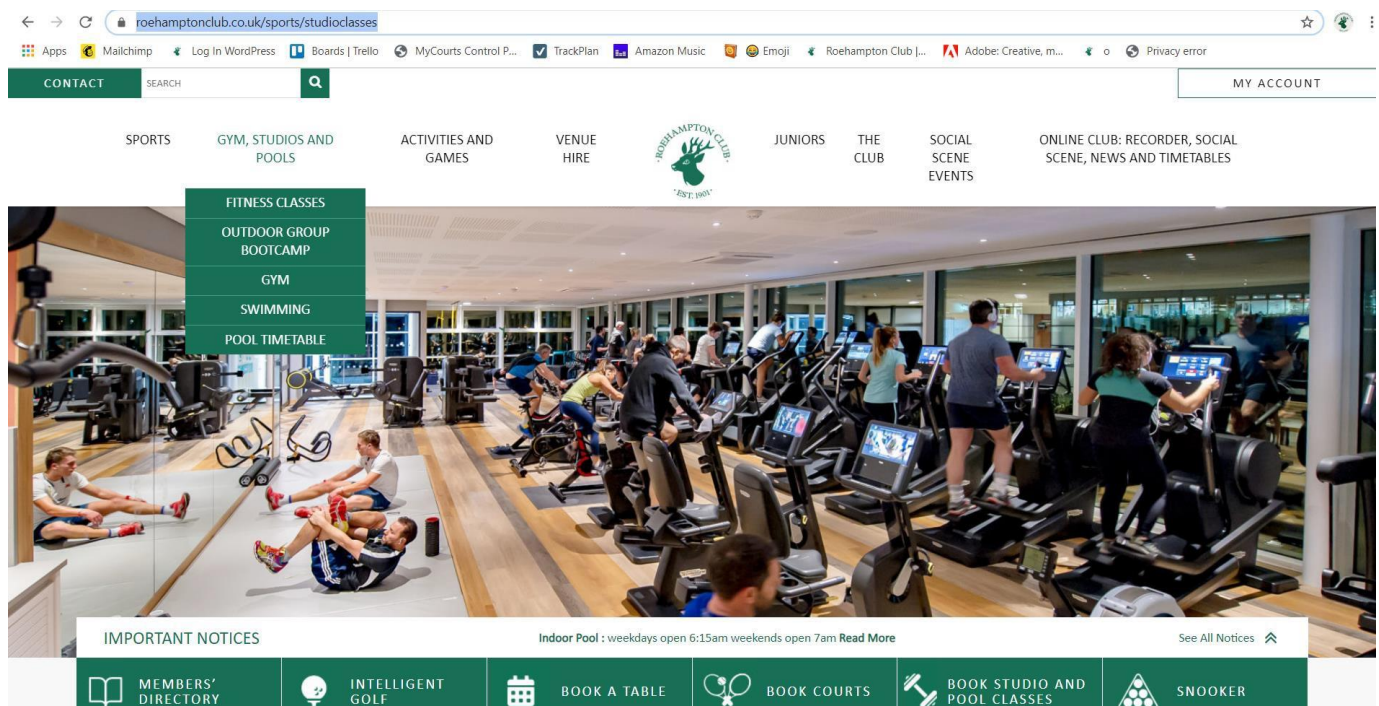 roehamptonclub.co.uk/sports/studioclasses
Apps Mailchimp Log In WordPress Boards | Trello MyCourts Control P... TrackPlan Amazon Music Emoji Roehampton Club |... Adobe: Creative, m... o Privacy error
CONTACT SEARCH MY ACCOUNT
SPORTS
GYM, STUDIOS AND
POOLS
ACTIVITIES AND
GAMES
VENUE
HIRE
ROEHAMPTON CLUB
·EST: 1901·
JUNIORS
THE
CLUB
SOCIAL
SCENE
EVENTS
ONLINE CLUB: RECORDER, SOCIAL
SCENE, NEWS AND TIMETABLES
FITNESS CLASSES
OUTDOOR GROUP
BOOTCAMP
GYM
SWIMMING
POOL TIMETABLE
IMPORTANT NOTICES Indoor Pool : weekdays open 6:15am weekends open 7am Read More See All Notices
MEMBERS'
DIRECTORY
INTELLIGENT
GOLF
BOOK A TABLE
BOOK COURTS
BOOK STUDIO AND
POOL CLASSES
SNOOKER